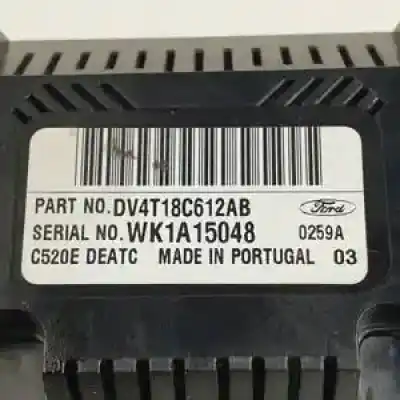 PART NO.DV4T18C612AB Ford
SERIAL NO.WK1A15048 0259A
C520E DEATC MADE IN PORTUGAL 03